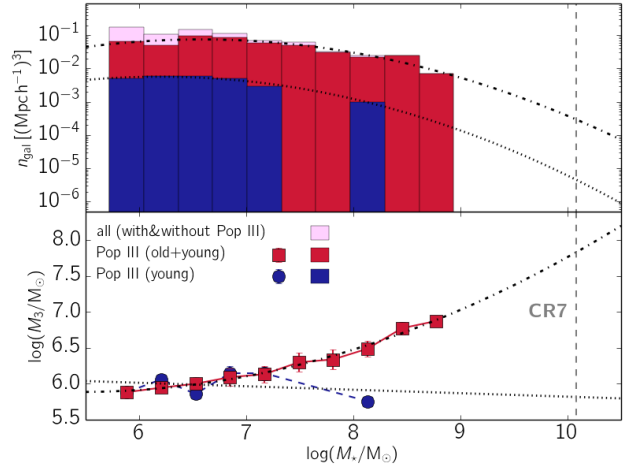 10⁻¹
10⁻²
10⁻³
10⁻⁴
10⁻⁵
10⁻⁶
n_gal [(Mpc h⁻¹)³]
all (with&without Pop III)
Pop III (old+young)
Pop III (young)
8.0
7.5
7.0
6.5
6.0
5.5
log(M₃/M⊙)
CR7
6 7 8 9 10
log(M⋆/M⊙)